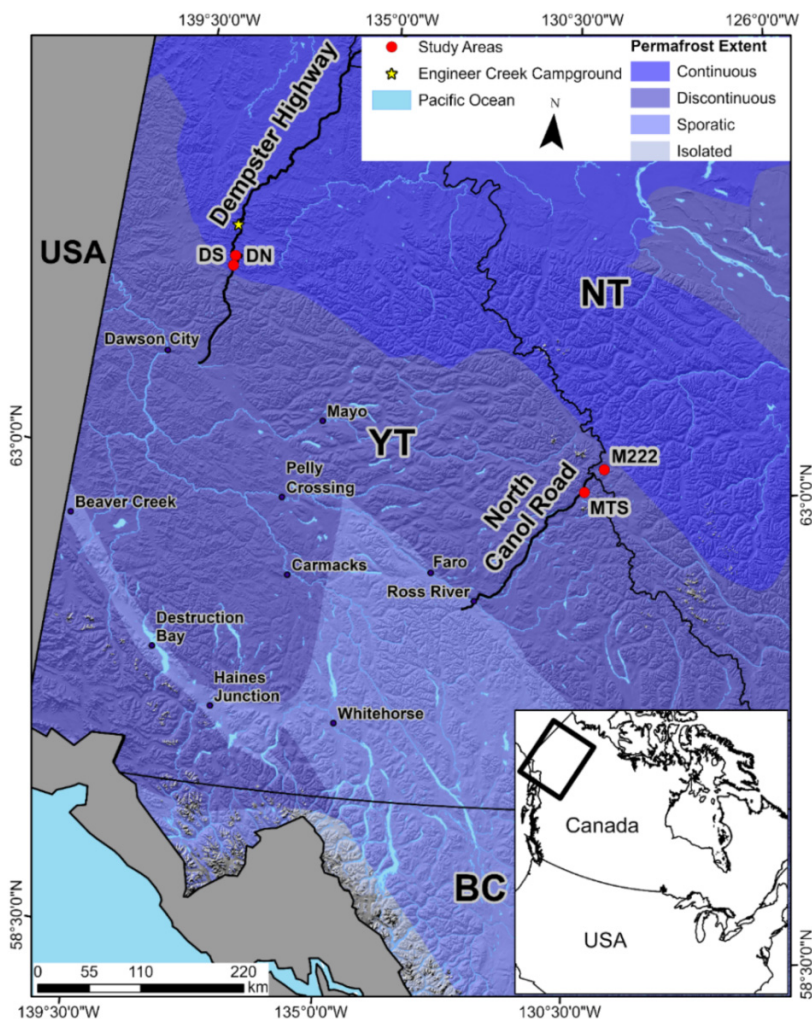 139°30'0"W
135°0'0"W
130°30'0"W
126°0'0"W
Study Areas
Engineer Creek Campground
Pacific Ocean
N
Permafrost Extent
Continuous
Discontinuous
Sporatic
Isolated
Dempster Highway
USA
DS
DN
NT
Dawson City
Mayo
YT
63°0'0"N
Pelly
Crossing
M222
63°0'0"N
Beaver Creek
North
Canol Road
MTS
Carmacks
Faro
Ross River
Destruction
Bay
Haines
Junction
Whitehorse
Canada
BC
USA
58°30'0"N
58°30'0"N
0
55
110
220
km
139°30'0"W
135°0'0"W
130°30'0"W